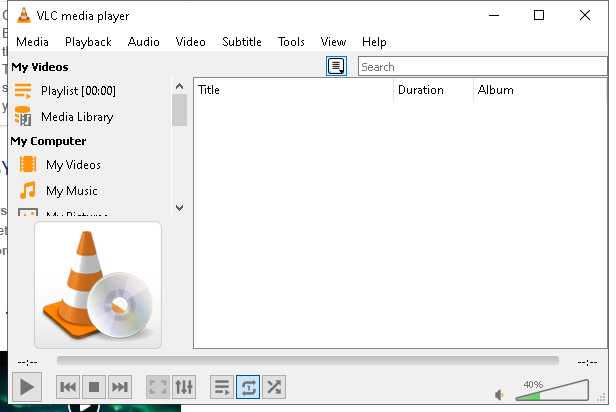 VLC media player
Media Playback Audio Video Subtitle Tools View Help
My Videos
Search
Playlist [00:00]
Media Library
My Computer
My Videos
My Music
My Pictures
Title Duration Album
--:-- --:--
40%